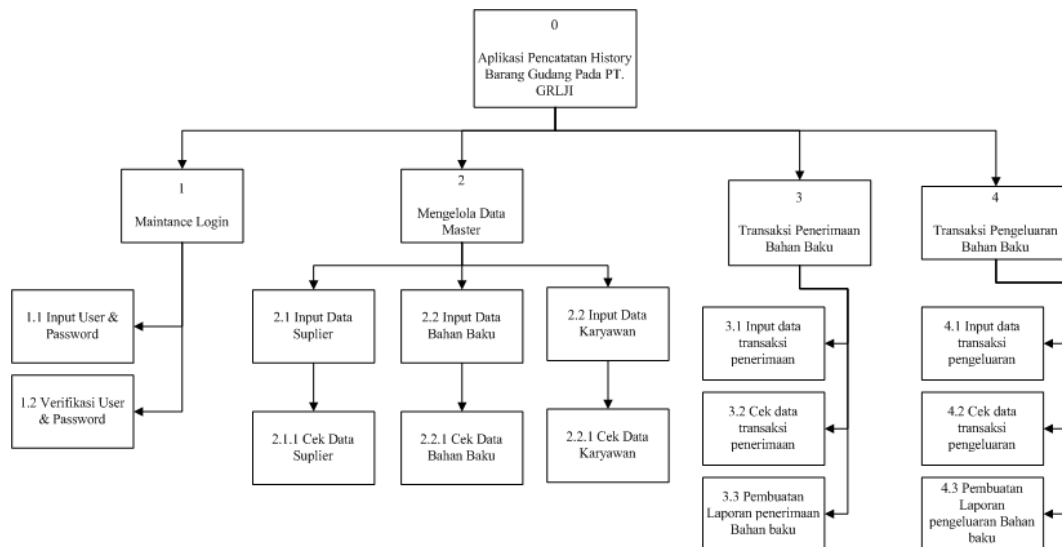 0
Aplikasi Pencatatan History
Barang Gudang Pada PT.
GRLJI
1
Maintance Login
2
Mengelola Data
Master
3
Transaksi Penerimaan
Bahan Baku
4
Transaksi Pengeluaran
Bahan Baku
1.1 Input User &
Password
1.2 Verifikasi User
& Password
2.1 Input Data
Suplier
2.2 Input Data
Bahan Baku
2.2 Input Data
Karyawan
2.1.1 Cek Data
Suplier
2.2.1 Cek Data
Bahan Baku
2.2.1 Cek Data
Karyawan
3.1 Input data
transaksi
penerimaan
3.2 Cek data
transaksi
penerimaan
3.3 Pembuatan
Laporan penerimaan
Bahan baku
4.1 Input data
transaksi
pengeluaran
4.2 Cek data
transaksi
pengeluaran
4.3 Pembuatan
Laporan
pengeluaran Bahan
baku